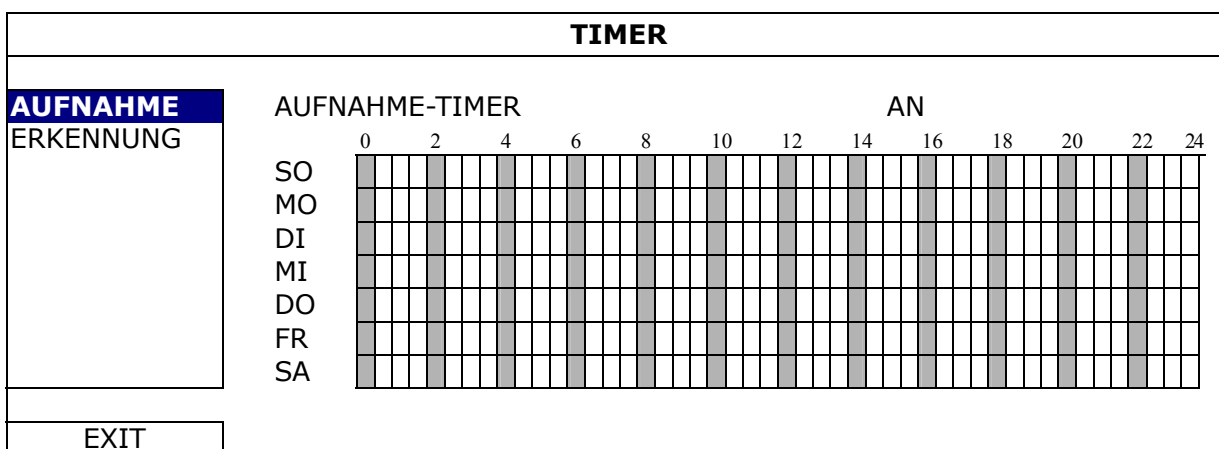 TIMER
AUFNAHME AUFNAHME-TIMER AN
ERKENNUNG 0 2 4 6 8 10 12 14 16 18 20 22 24
SO
MO
DI
MI
DO
FR
SA
EXIT